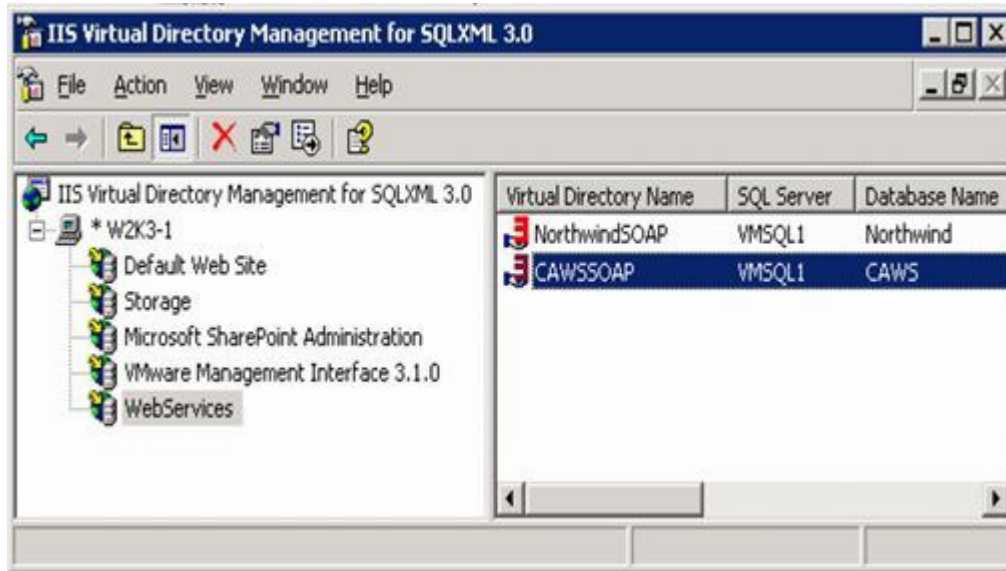 IIS Virtual Directory Management for SQLXML 3.0
File Action View Window Help
IIS Virtual Directory Management for SQLXML 3.0
* W2K3-1
Default Web Site
Storage
Microsoft SharePoint Administration
VMware Management Interface 3.1.0
WebServices
Virtual Directory Name SQL Server Database Name
NorthwindSOAP VMSQL1 Northwind
CAWSSOAP VMSQL1 CAWS